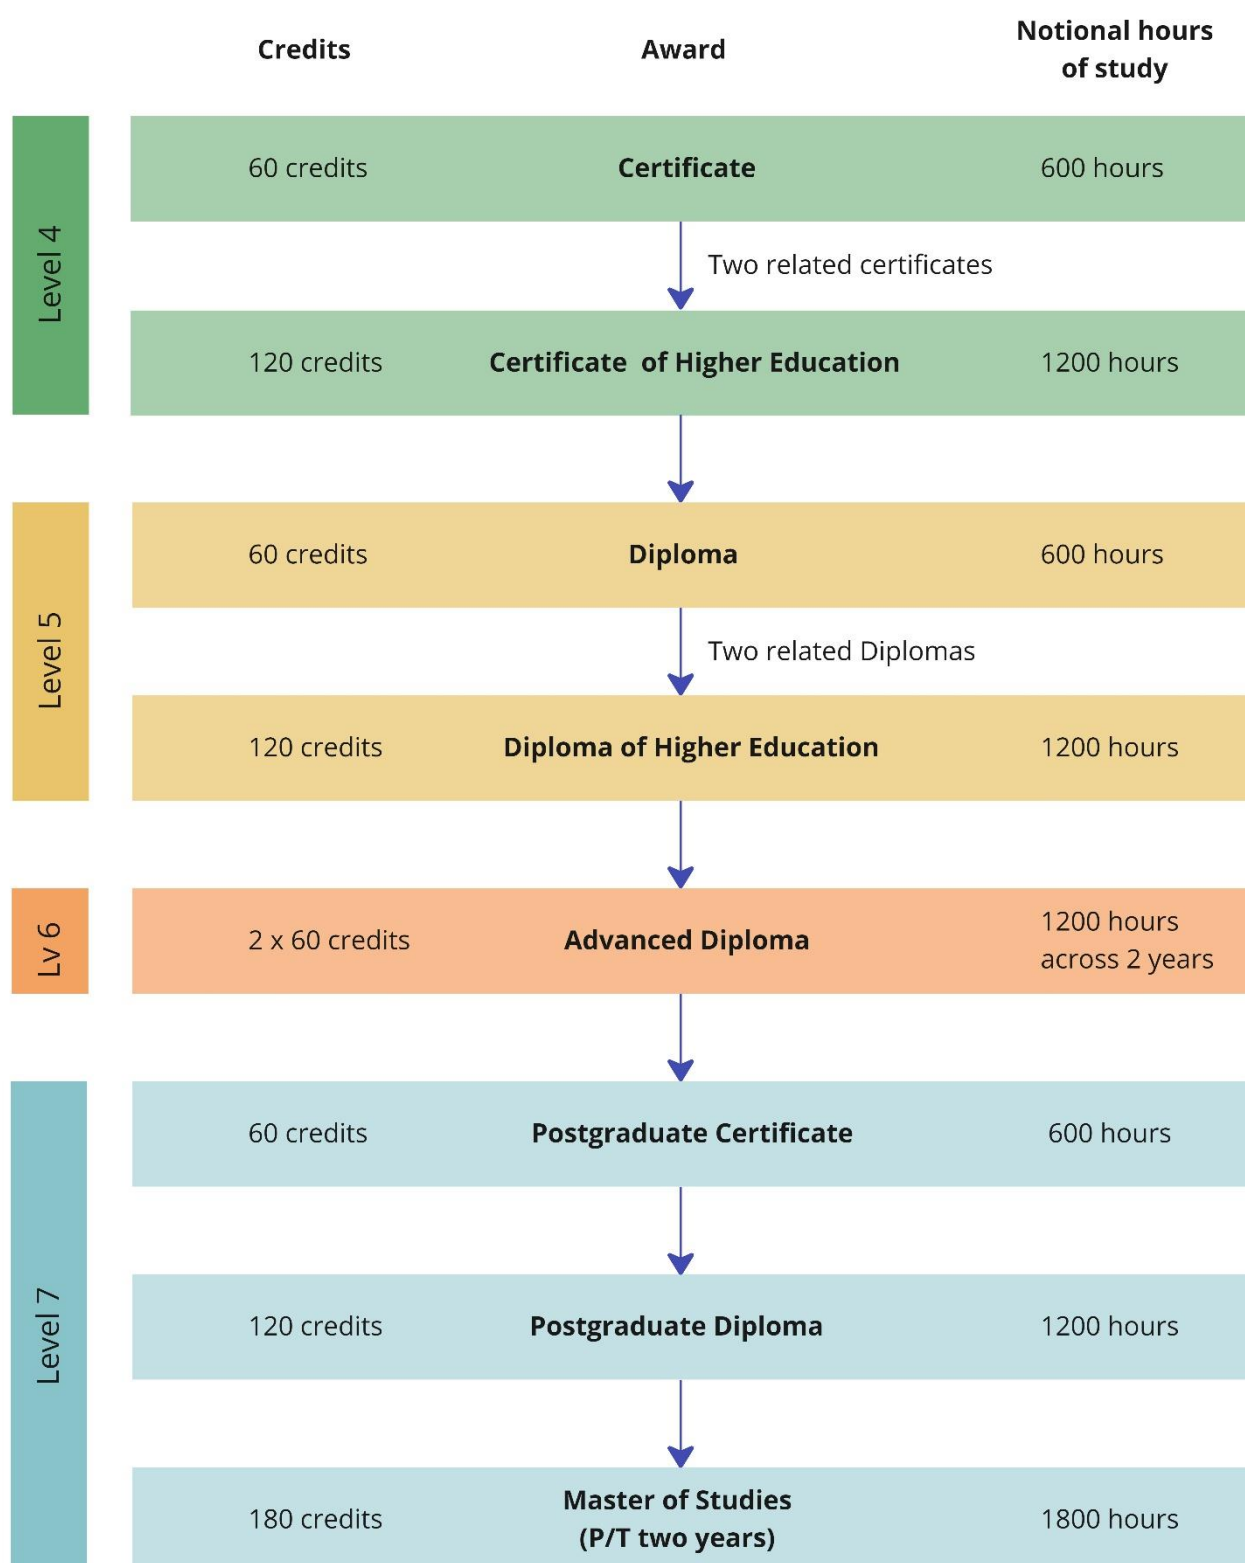 Credits
Award
Notional hours
of study
Level 4
60 credits
Certificate
600 hours
Two related certificates
120 credits
Certificate of Higher Education
1200 hours
Level 5
60 credits
Diploma
600 hours
Two related Diplomas
120 credits
Diploma of Higher Education
1200 hours
Lv 6
2 x 60 credits
Advanced Diploma
1200 hours
across 2 years
Level 7
60 credits
Postgraduate Certificate
600 hours
120 credits
Postgraduate Diploma
1200 hours
180 credits
Master of Studies
(P/T two years)
1800 hours